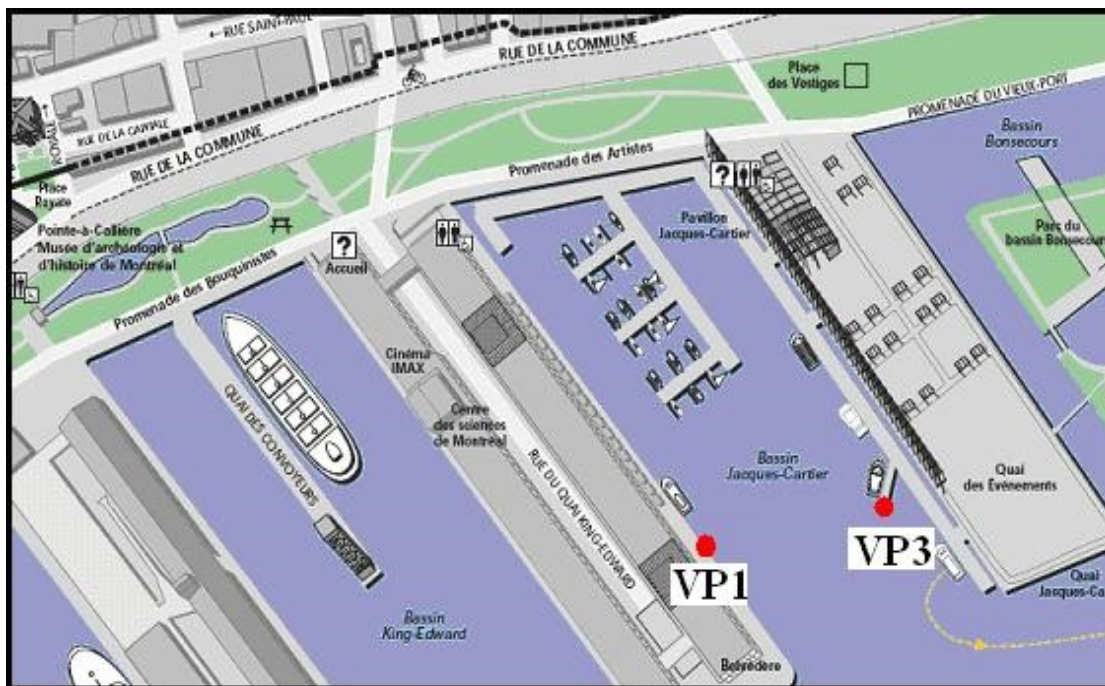 ← RUE SAINT-PAUL
RUE DE LA COMMUNE
Place
des Vestiges
PROMENADE DU VIEUX-PORT
Bassin
Bonsecours
RUE DE LA CAPITALE
ROYALE →
RUE DE LA COMMUNE
Place
Royale
Promenade des Artistes
?
Pavillon
Jacques-Cartier
Parc du
bassin Bonsecours
Pointe-à-Callière
Musée d'archéologie et
d'histoire de Montréal
?
Accueil
Promenade des Bouquinistes
Cinéma
IMAX
Centre
des sciences
de Montréal
QUAI DES CONVOYEURS
RUE DU QUAI KING-EDWARD
Bassin
Jacques-Cartier
Quai
des Événements
VP3
VP1
Quai
Jacques-Ca
Bassin
King-Edward
Belvédère